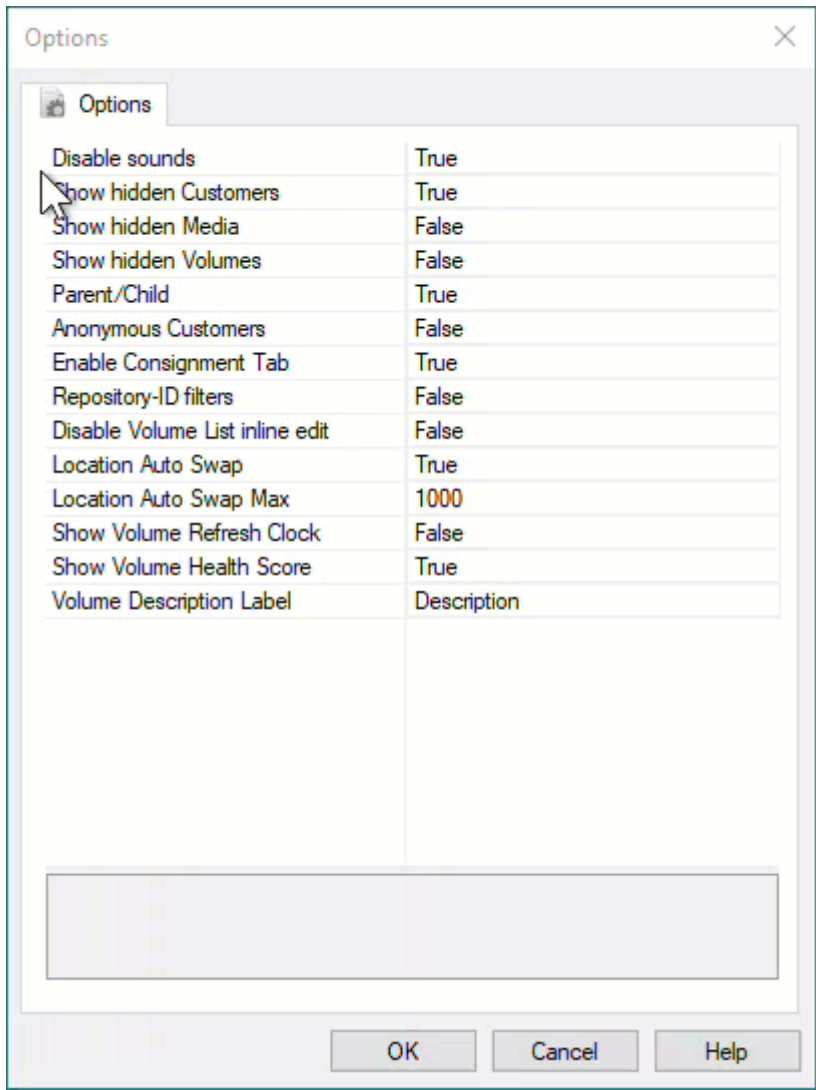 Options
Options
Disable sounds True
Show hidden Customers True
Show hidden Media False
Show hidden Volumes False
Parent/Child True
Anonymous Customers False
Enable Consignment Tab True
Repository-ID filters False
Disable Volume List inline edit False
Location Auto Swap True
Location Auto Swap Max 1000
Show Volume Refresh Clock False
Show Volume Health Score True
Volume Description Label Description
OK Cancel Help